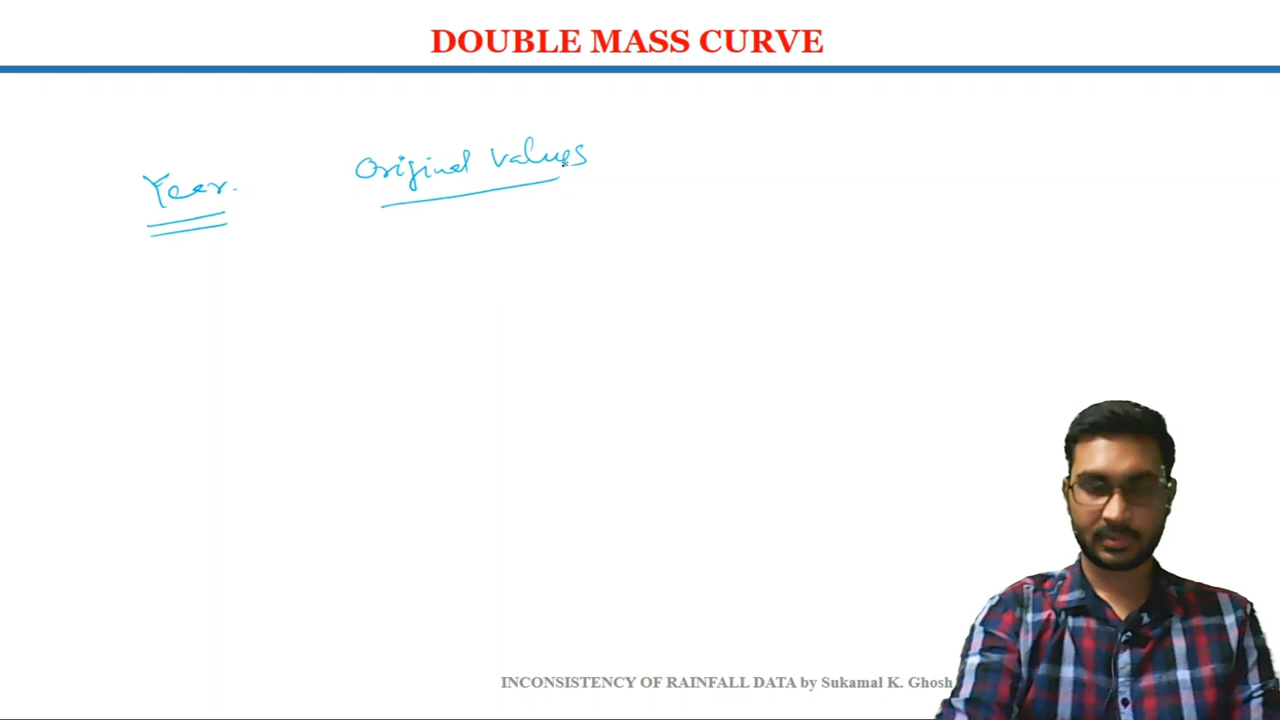 DOUBLE MASS CURVE
Original values
Year.
INCONSISTENCY OF RAINFALL DATA by Sukamal K. Ghosh